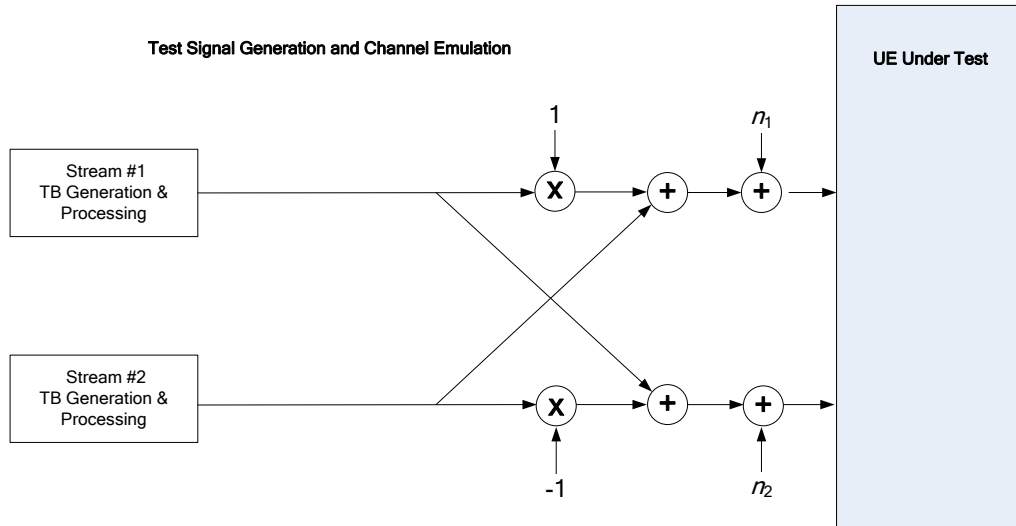 Test Signal Generation and Channel Emulation
UE Under Test
1
n1
Stream #1
TB Generation &
Processing
X
+
+
Stream #2
TB Generation &
Processing
X
+
+
-1
n2